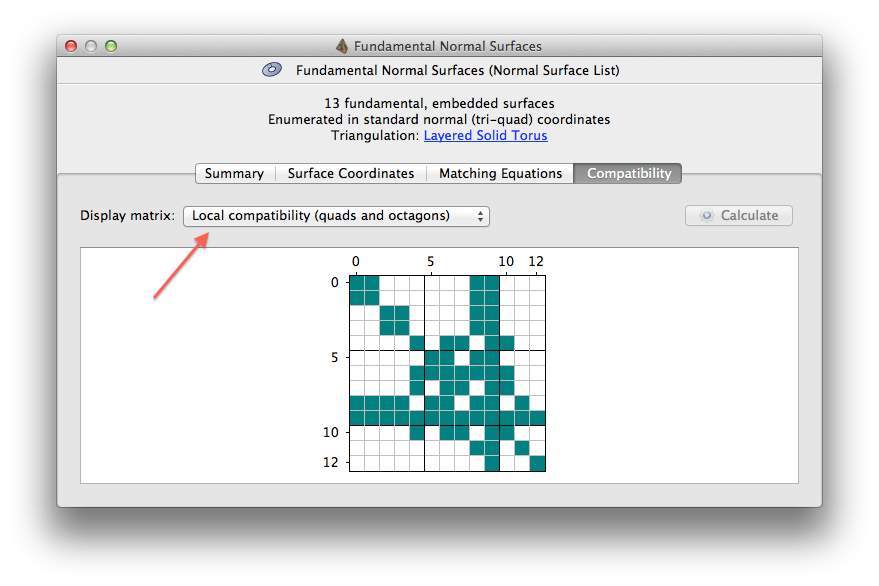 Fundamental Normal Surfaces
Fundamental Normal Surfaces (Normal Surface List)
13 fundamental, embedded surfaces
Enumerated in standard normal (tri-quad) coordinates
Triangulation: Layered Solid Torus
Summary Surface Coordinates Matching Equations Compatibility
Display matrix: Local compatibility (quads and octagons) Calculate
0 5 10 12
0
5
10
12